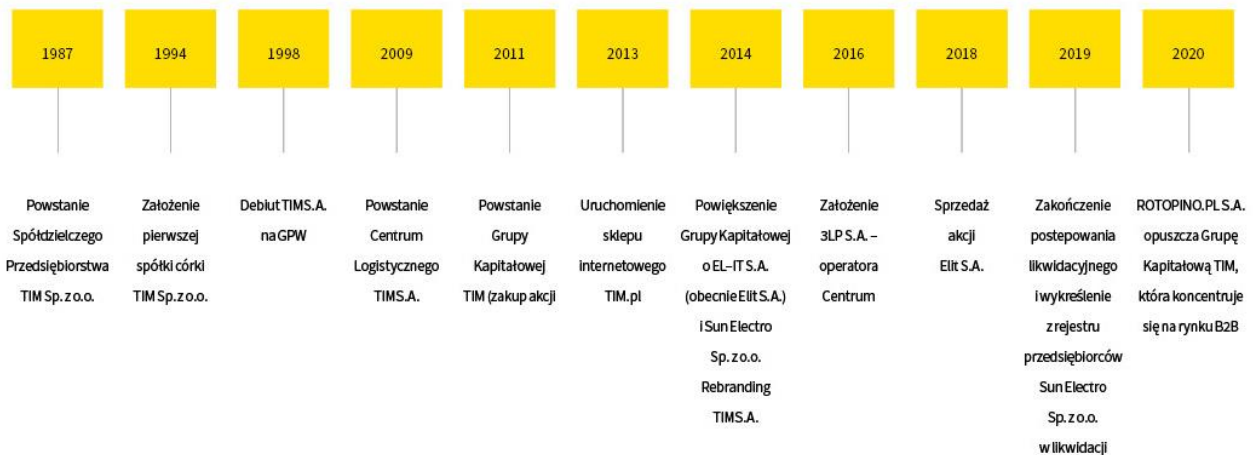 1987
1994
1998
2009
2011
2013
2014
2016
2018
2019
2020
Powstanie
Spółdzielczego
Przedsiębiorstwa
TIM Sp. z o.o.
Założenie
pierwszej
spółki córki
TIM Sp. z o.o.
Debiut TIM S.A.
na GPW
Powstanie
Centrum
Logistycznego
TIM S.A.
Powstanie
Grupy
Kapitałowej
TIM (zakup akcji
Uruchomienie
sklepu
internetowego
TIM.pl
Powiększenie
Grupy Kapitałowej
o EL–IT S.A.
(obecnie Elit S.A.)
i Sun Electro
Sp. z o.o.
Rebranding
TIM S.A.
Założenie
3LP S.A. –
operatora
Centrum
Sprzedaż
akcji
Elit S.A.
Zakończenie
postepowania
likwidacyjnego
i wykreślenie
z rejestru
przedsiębiorców
Sun Electro
Sp. z o.o.
w likwidacji
ROTOPINO.PL S.A.
opuszcza Grupę
Kapitałową TIM,
która koncentruje
się na rynku B2B